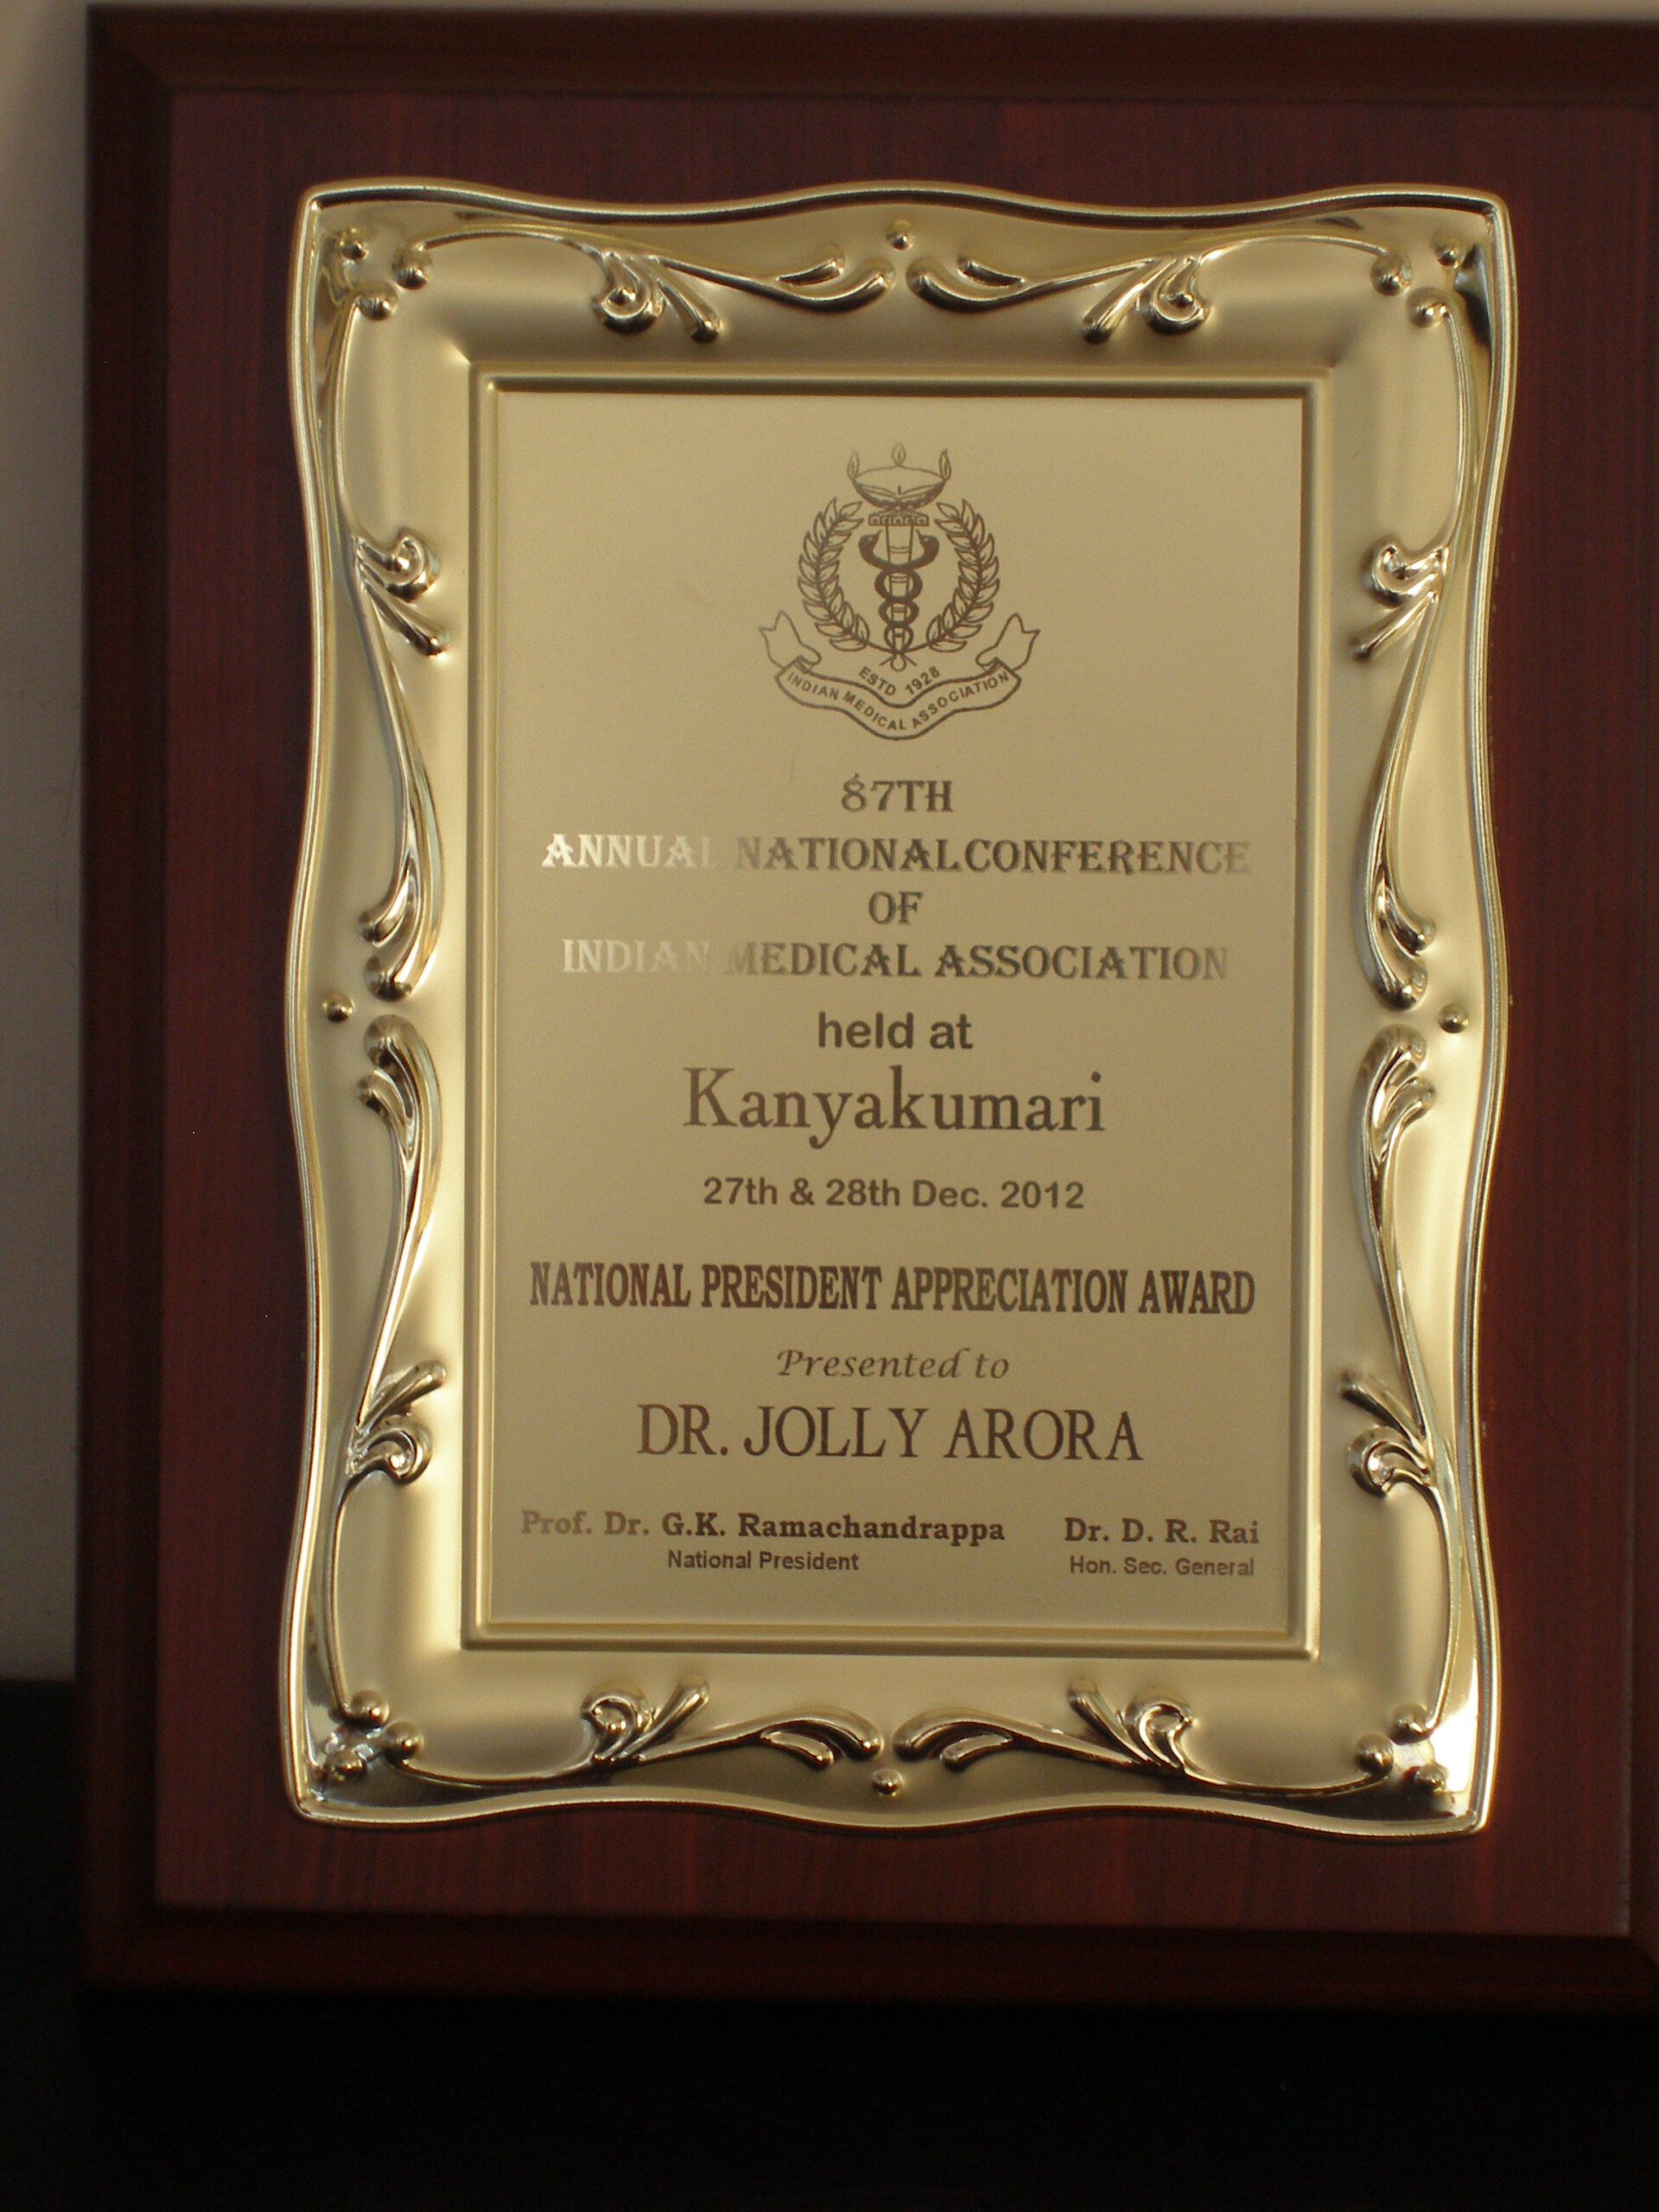 ESTD 1928
INDIAN MEDICAL ASSOCIATION
87TH
ANNUAL NATIONAL CONFERENCE
OF
INDIAN MEDICAL ASSOCIATION
held at
Kanyakumari
27th & 28th Dec. 2012
NATIONAL PRESIDENT APPRECIATION AWARD
Presented to
DR. JOLLY ARORA
Prof. Dr. G.K. Ramachandrappa Dr. D. R. Rai
National President Hon. Sec. General